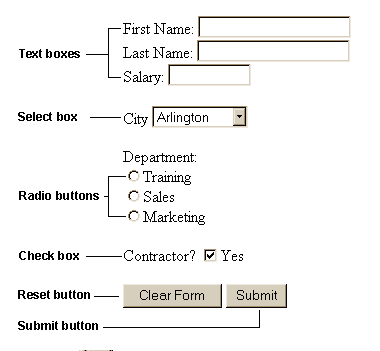 First Name:
Text boxes Last Name:
Salary:
Select box City Arlington
Department:
Training
Radio buttons Sales
Marketing
Check box Contractor? Yes
Reset button Clear Form Submit
Submit button